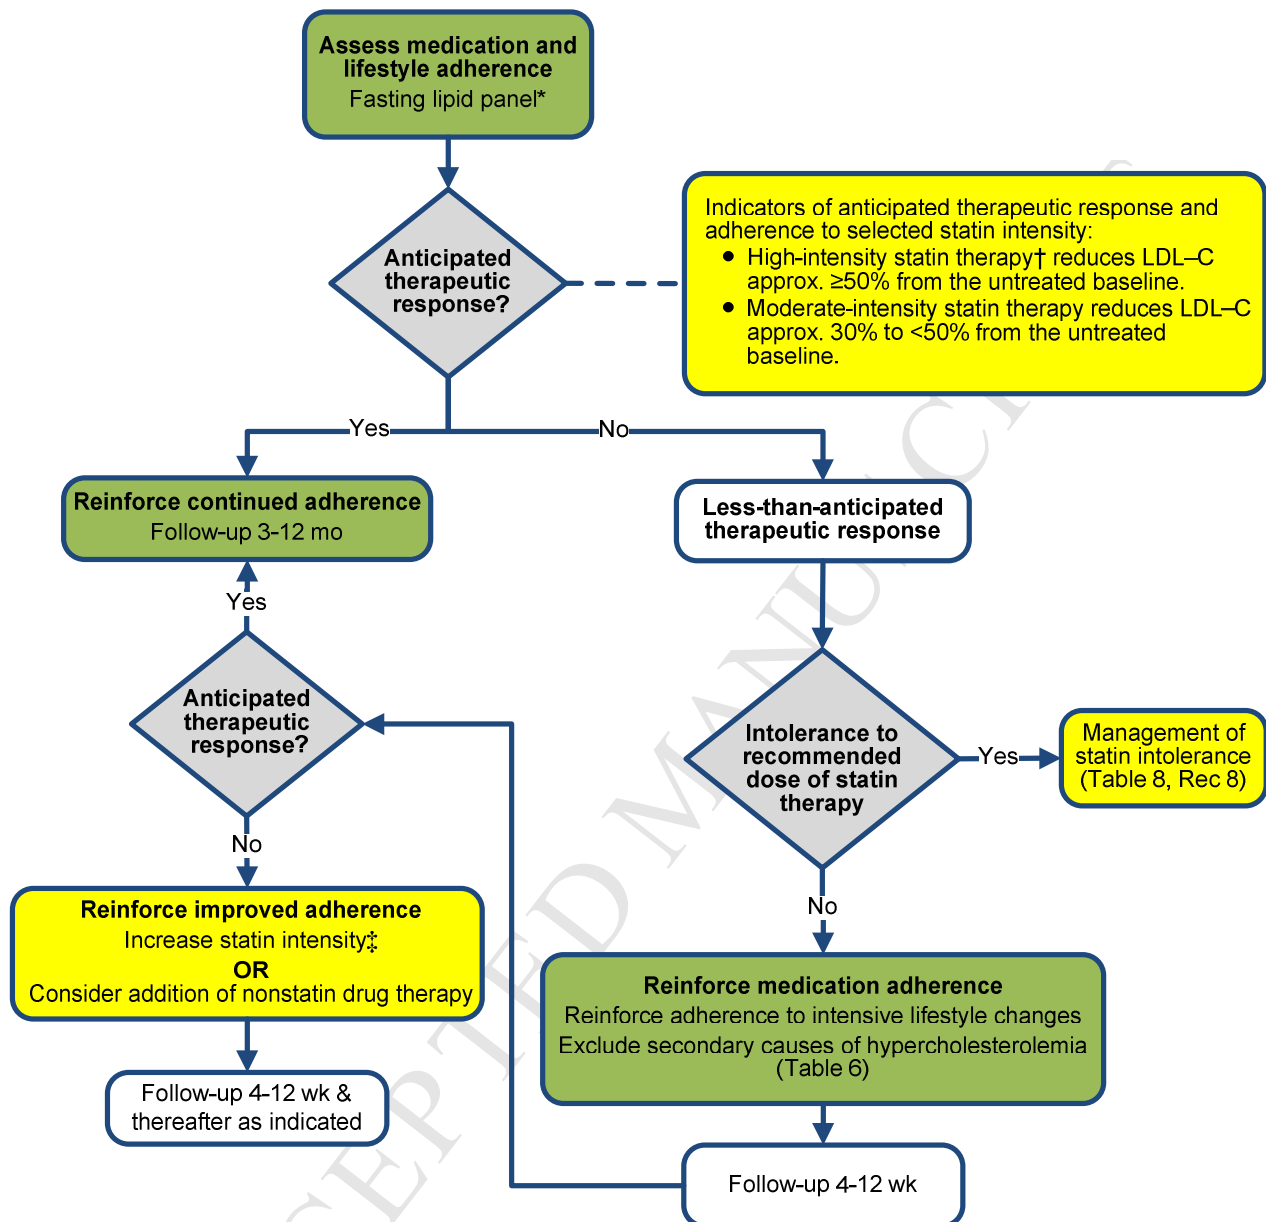 Assess medication and
lifestyle adherence
Fasting lipid panel*
Anticipated
therapeutic
response?
Indicators of anticipated therapeutic response and
adherence to selected statin intensity:
● High-intensity statin therapy† reduces LDL–C
approx. ≥50% from the untreated baseline.
● Moderate-intensity statin therapy reduces LDL–C
approx. 30% to <50% from the untreated
baseline.
Yes
No
Reinforce continued adherence
Follow-up 3-12 mo
Less-than-anticipated
therapeutic response
Yes
Anticipated
therapeutic
response?
Intolerance to
recommended
dose of statin
therapy
Yes
Management of
statin intolerance
(Table 8, Rec 8)
No
Reinforce improved adherence
Increase statin intensity‡
OR
Consider addition of nonstatin drug therapy
No
Reinforce medication adherence
Reinforce adherence to intensive lifestyle changes
Exclude secondary causes of hypercholesterolemia
(Table 6)
Follow-up 4-12 wk &
thereafter as indicated
Follow-up 4-12 wk
CEPTED MANUSC